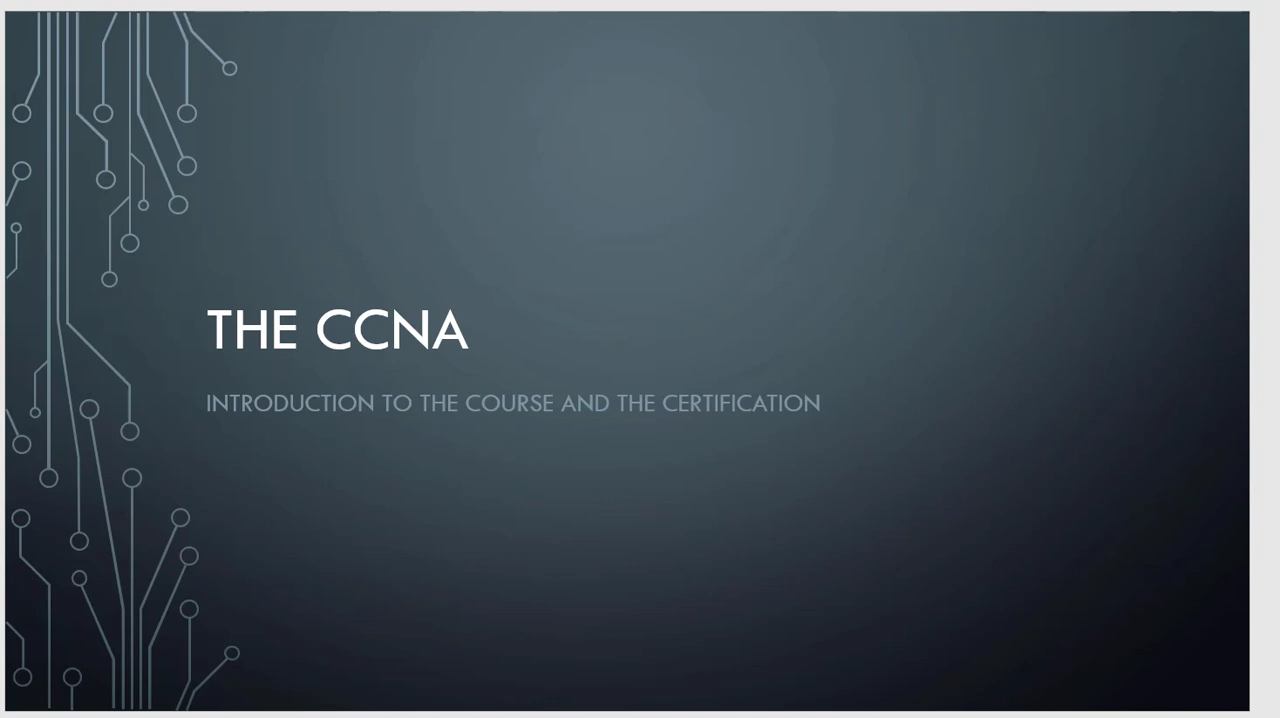 THE CCNA
INTRODUCTION TO THE COURSE AND THE CERTIFICATION